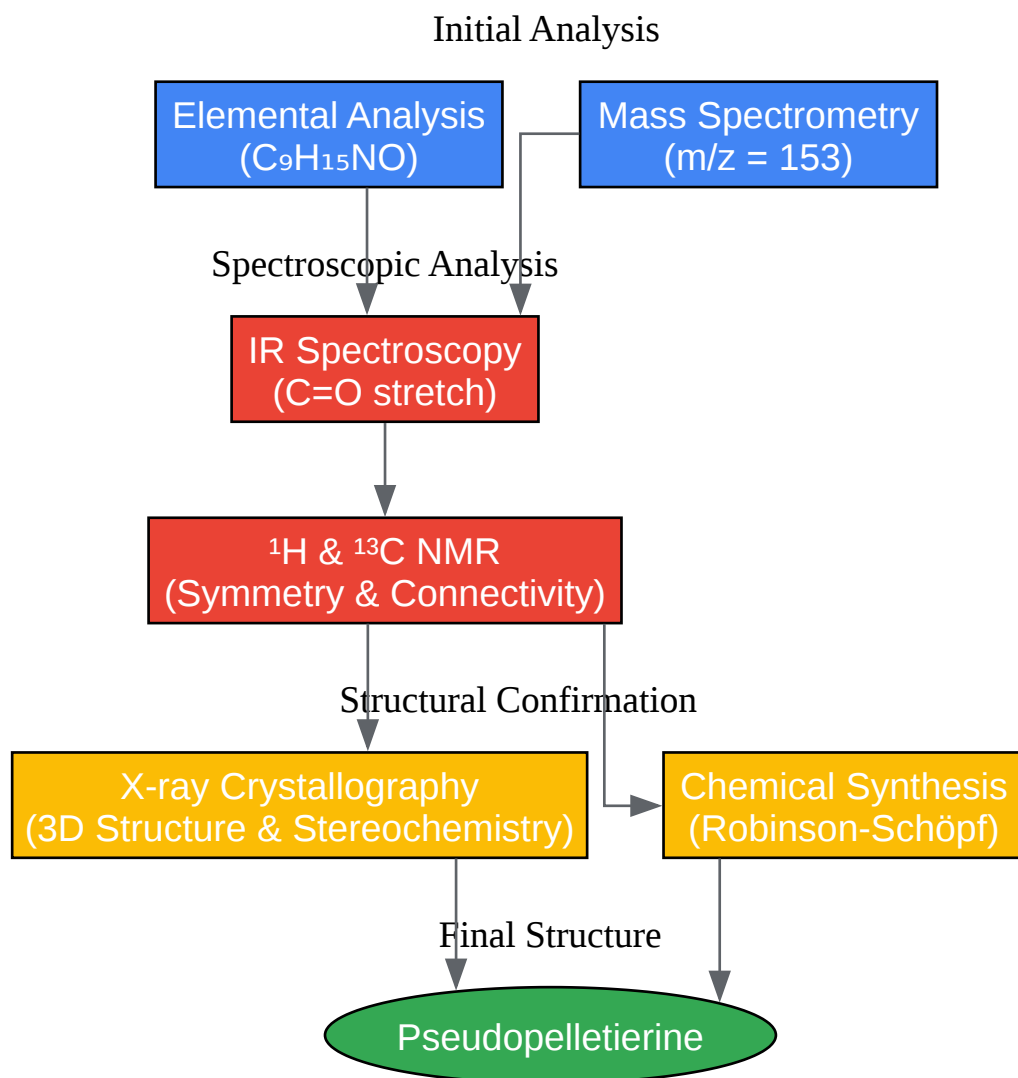 Initial Analysis
Elemental Analysis
(C₉H₁₅NO)
Mass Spectrometry
(m/z = 153)
Spectroscopic Analysis
IR Spectroscopy
(C=O stretch)
¹H & ¹³C NMR
(Symmetry & Connectivity)
Structural Confirmation
X-ray Crystallography
(3D Structure & Stereochemistry)
Chemical Synthesis
(Robinson-Schöpf)
Final Structure
Pseudopelletierine